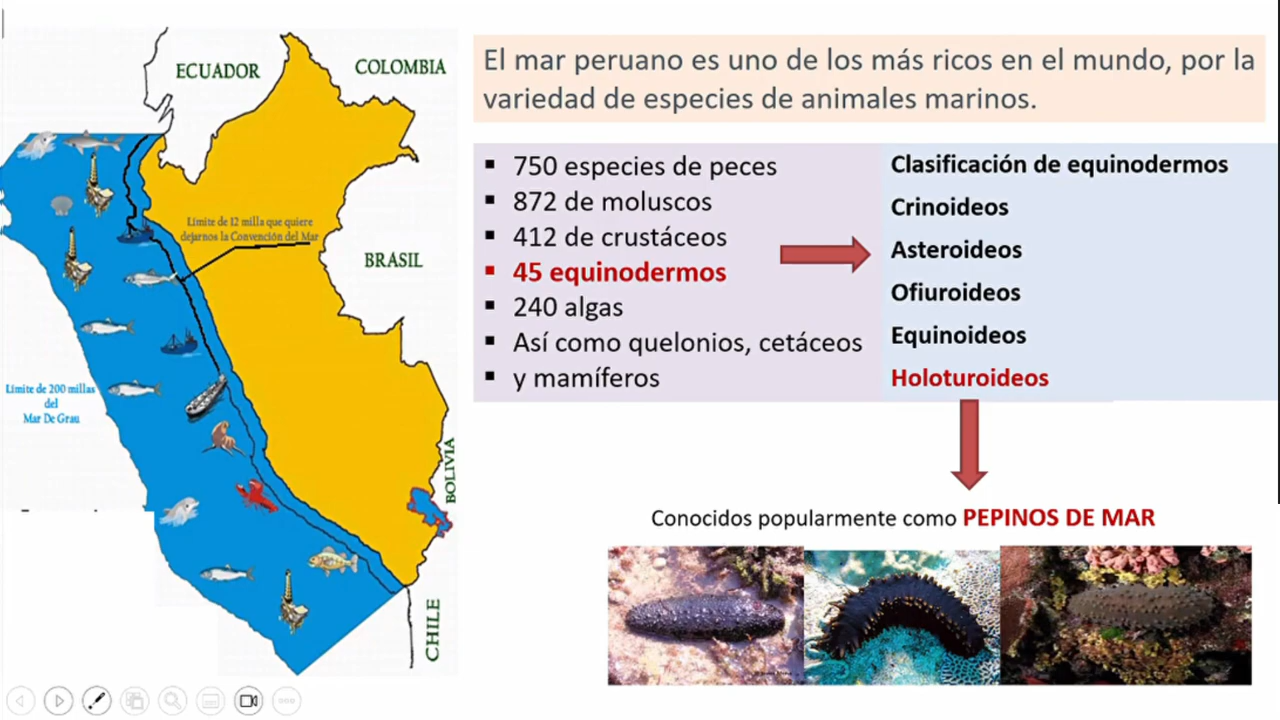 ECUADOR
COLOMBIA
Límite de 12 milla que quiere
dejarnos la Convención del Mar
BRASIL
Límite de 200 millas
del
Mar De Grau
BOLIVIA
CHILE
El mar peruano es uno de los más ricos en el mundo, por la
variedad de especies de animales marinos.
▪ 750 especies de peces
▪ 872 de moluscos
▪ 412 de crustáceos
▪ 45 equinodermos
▪ 240 algas
▪ Así como quelonios, cetáceos
▪ y mamíferos
Clasificación de equinodermos
Crinoideos
Asteroideos
Ofiuroideos
Equinoideos
Holoturoideos
Conocidos popularmente como PEPINOS DE MAR